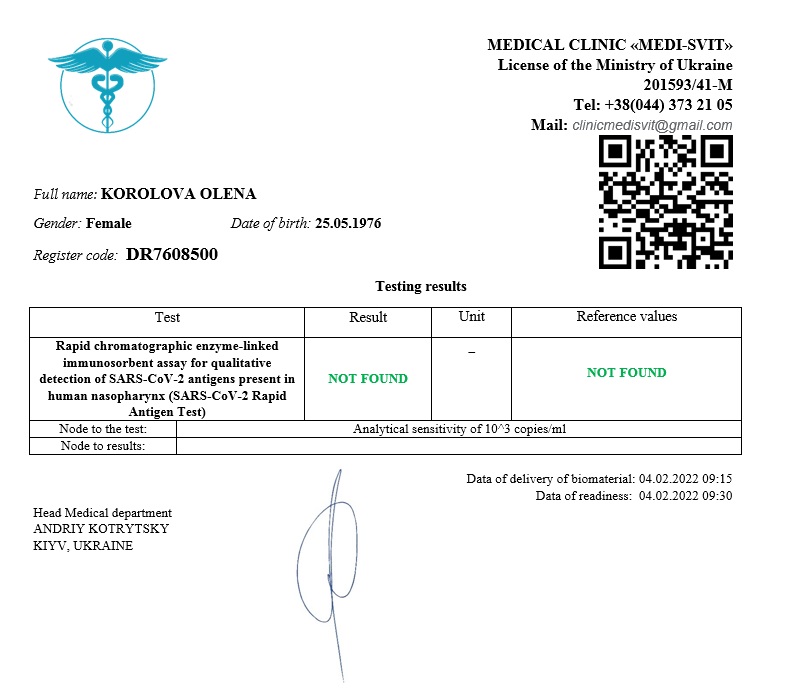 MEDICAL CLINIC «MEDI-SVIT»
License of the Ministry of Ukraine
201593/41-M
Tel: +38(044) 373 21 05
Mail: clinicmedisvit@gmail.com
Full name: KOROLOVA OLENA
Gender: Female Date of birth: 25.05.1976
Register code: DR7608500
Testing results
Test Result Unit Reference values
Rapid chromatographic enzyme-linked
immunosorbent assay for qualitative
detection of SARS-CoV-2 antigens present in
human nasopharynx (SARS-CoV-2 Rapid
Antigen Test)
NOT FOUND
–
NOT FOUND
Node to the test: Analytical sensitivity of 10^3 copies/ml
Node to results:
Data of delivery of biomaterial: 04.02.2022 09:15
Data of readiness: 04.02.2022 09:30
Head Medical department
ANDRIY KOTRYTSKY
KIYV, UKRAINE